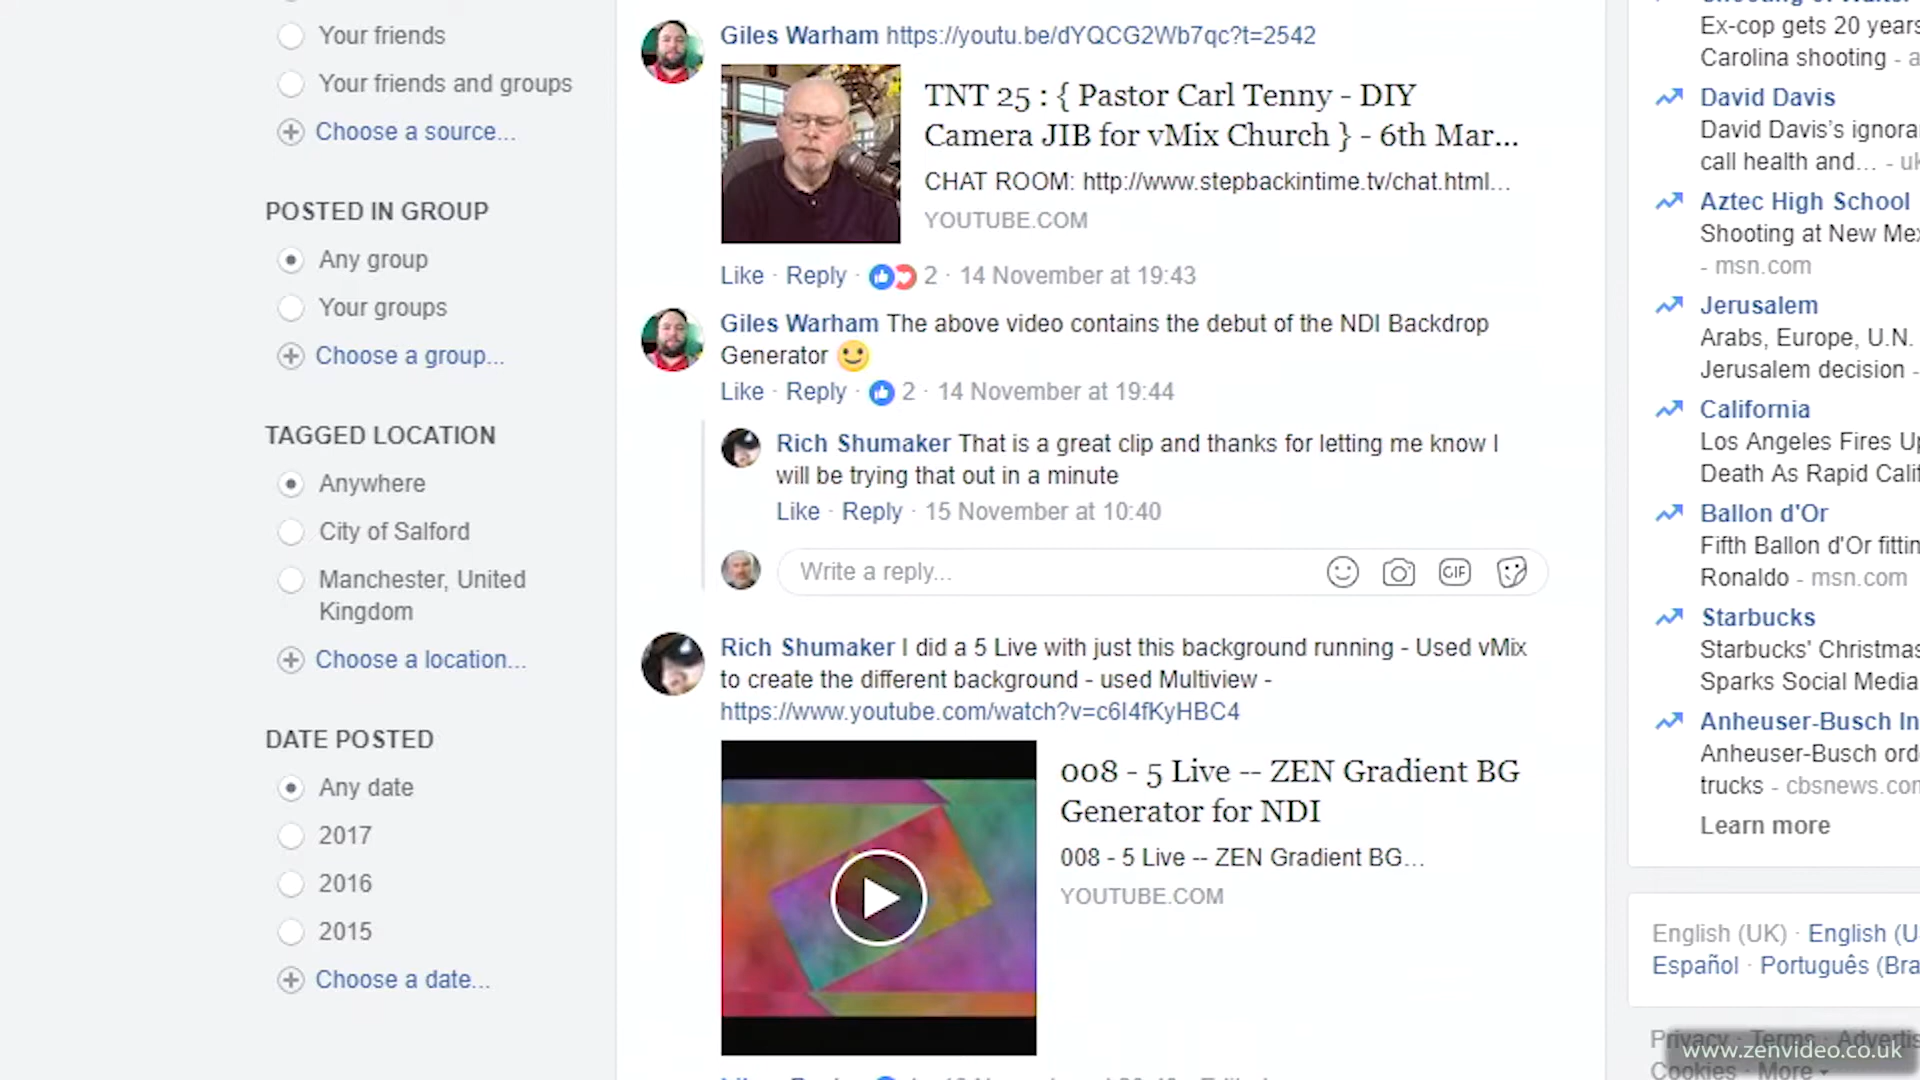 Your friends
Your friends and groups
Choose a source...
POSTED IN GROUP
Any group
Your groups
Choose a group...
TAGGED LOCATION
Anywhere
City of Salford
Manchester, United
Kingdom
Choose a location...
DATE POSTED
Any date
2017
2016
2015
Choose a date...
Giles Warham https://youtu.be/dYQCG2Wb7qc?t=2542
TNT 25 : { Pastor Carl Tenny - DIY
Camera JIB for vMix Church } - 6th Mar...
CHAT ROOM: http://www.stepbackintime.tv/chat.html...
YOUTUBE.COM
Like · Reply · 2 · 14 November at 19:43
Giles Warham The above video contains the debut of the NDI Backdrop
Generator
Like · Reply · 2 · 14 November at 19:44
Rich Shumaker That is a great clip and thanks for letting me know I
will be trying that out in a minute
Like · Reply · 15 November at 10:40
Write a reply...
GIF
Rich Shumaker I did a 5 Live with just this background running - Used vMix
to create the different background - used Multiview -
https://www.youtube.com/watch?v=c6I4fKyHBC4
008 - 5 Live -- ZEN Gradient BG
Generator for NDI
008 - 5 Live -- ZEN Gradient BG...
YOUTUBE.COM
Ex-cop gets 20 years
Carolina shooting - a
David Davis
David Davis's ignora
call health and... - uk
Aztec High School
Shooting at New Mex
- msn.com
Jerusalem
Arabs, Europe, U.N.
Jerusalem decision -
California
Los Angeles Fires Up
Death As Rapid Calif
Ballon d'Or
Fifth Ballon d'Or fittin
Ronaldo - msn.com
Starbucks
Starbucks' Christmas
Sparks Social Media
Anheuser-Busch In
Anheuser-Busch ord
trucks - cbsnews.com
Learn more
English (UK) · English (U
Español · Português (Bra
Privacy · Terms · Advertis
Cookies · More
www.zenvideo.co.uk